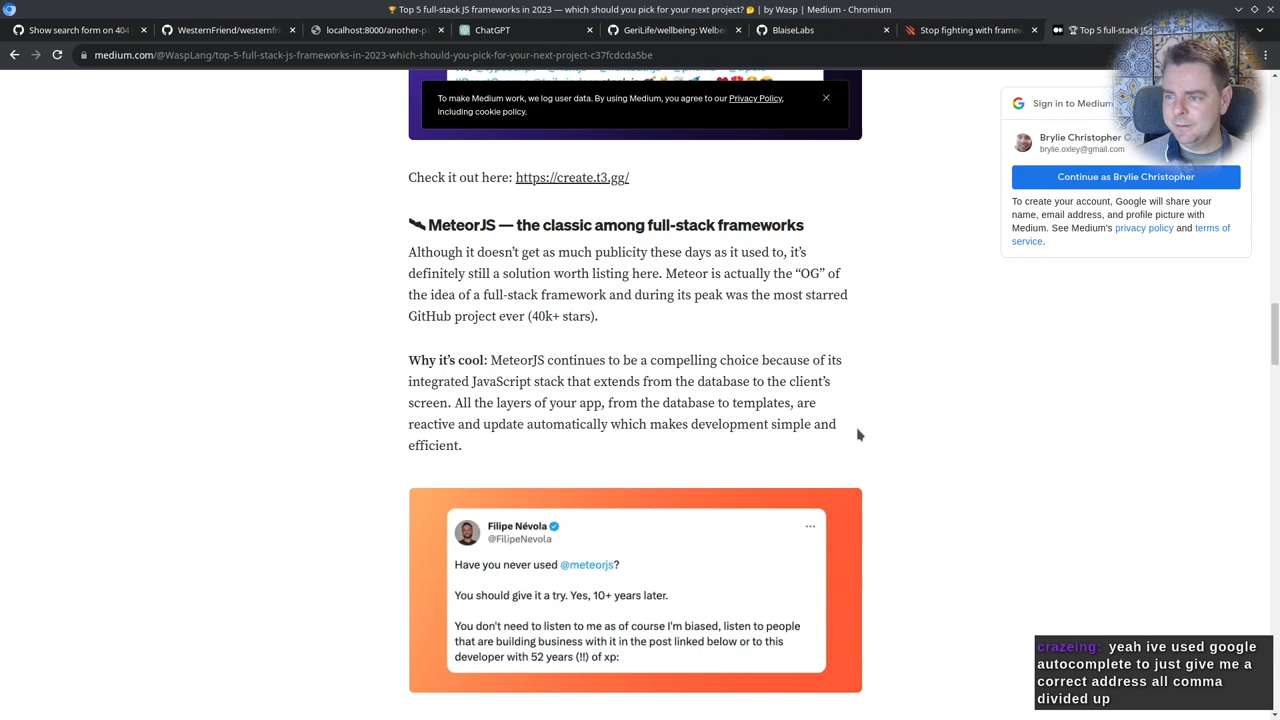 🏆 Top 5 full-stack JS frameworks in 2023 — which should you pick for your next project? 🤔 | by Wasp | Medium - Chromium
Show search form on 404
WesternFriend/westernfri
localhost:8000/another-pa
ChatGPT
GeriLife/wellbeing: Welbe
BlaiseLabs
Stop fighting with framew
🏆 Top 5 full-stack JS
medium.com/@WaspLang/top-5-full-stack-js-frameworks-in-2023-which-should-you-pick-for-your-next-project-c37fcdcda5be
To make Medium work, we log user data. By using Medium, you agree to our Privacy Policy,
including cookie policy.
Check it out here: https://create.t3.gg/
🛰 MeteorJS — the classic among full-stack frameworks
Although it doesn’t get as much publicity these days as it used to, it’s
definitely still a solution worth listing here. Meteor is actually the “OG” of
the idea of a full-stack framework and during its peak was the most starred
GitHub project ever (40k+ stars).
Why it’s cool: MeteorJS continues to be a compelling choice because of its
integrated JavaScript stack that extends from the database to the client’s
screen. All the layers of your app, from the database to templates, are
reactive and update automatically which makes development simple and
efficient.
Filipe Névola
@FilipeNevola
Have you never used @meteorjs?
You should give it a try. Yes, 10+ years later.
You don't need to listen to me as of course I'm biased, listen to people
that are building business with it in the post linked below or to this
developer with 52 years (!!) of xp:
Sign in to Medium
Brylie Christopher O
brylie.oxley@gmail.com
Continue as Brylie Christopher
To create your account, Google will share your
name, email address, and profile picture with
Medium. See Medium's privacy policy and terms of
service.
crazeing: yeah ive used google
autocomplete to just give me a
correct address all comma
divided up